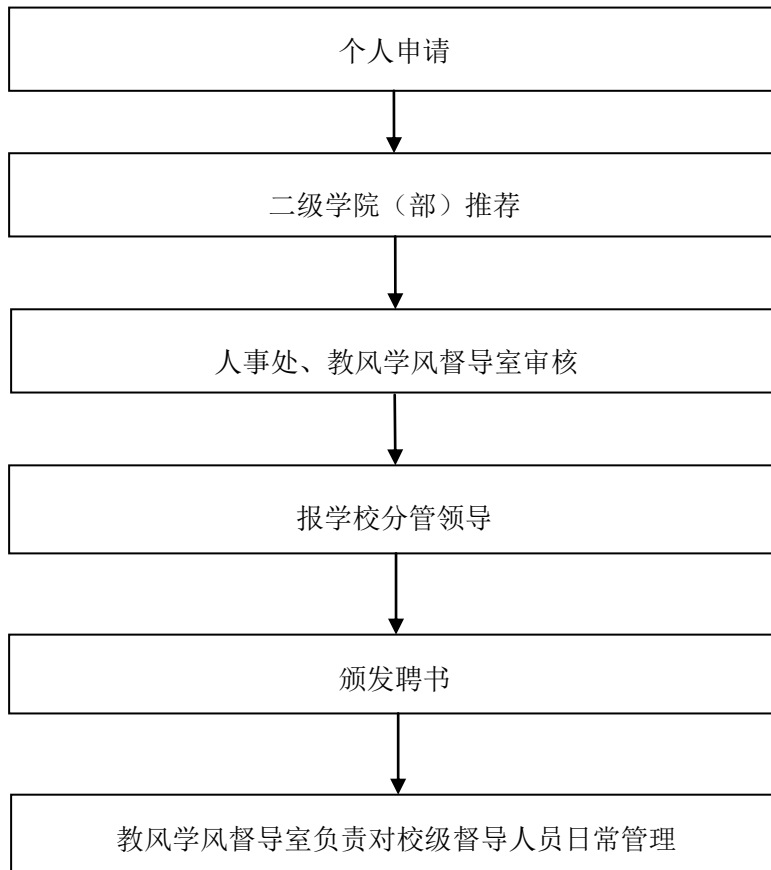 个人申请
二级学院（部）推荐
人事处、教风学风督导室审核
报学校分管领导
颁发聘书
教风学风督导室负责对校级督导人员日常管理